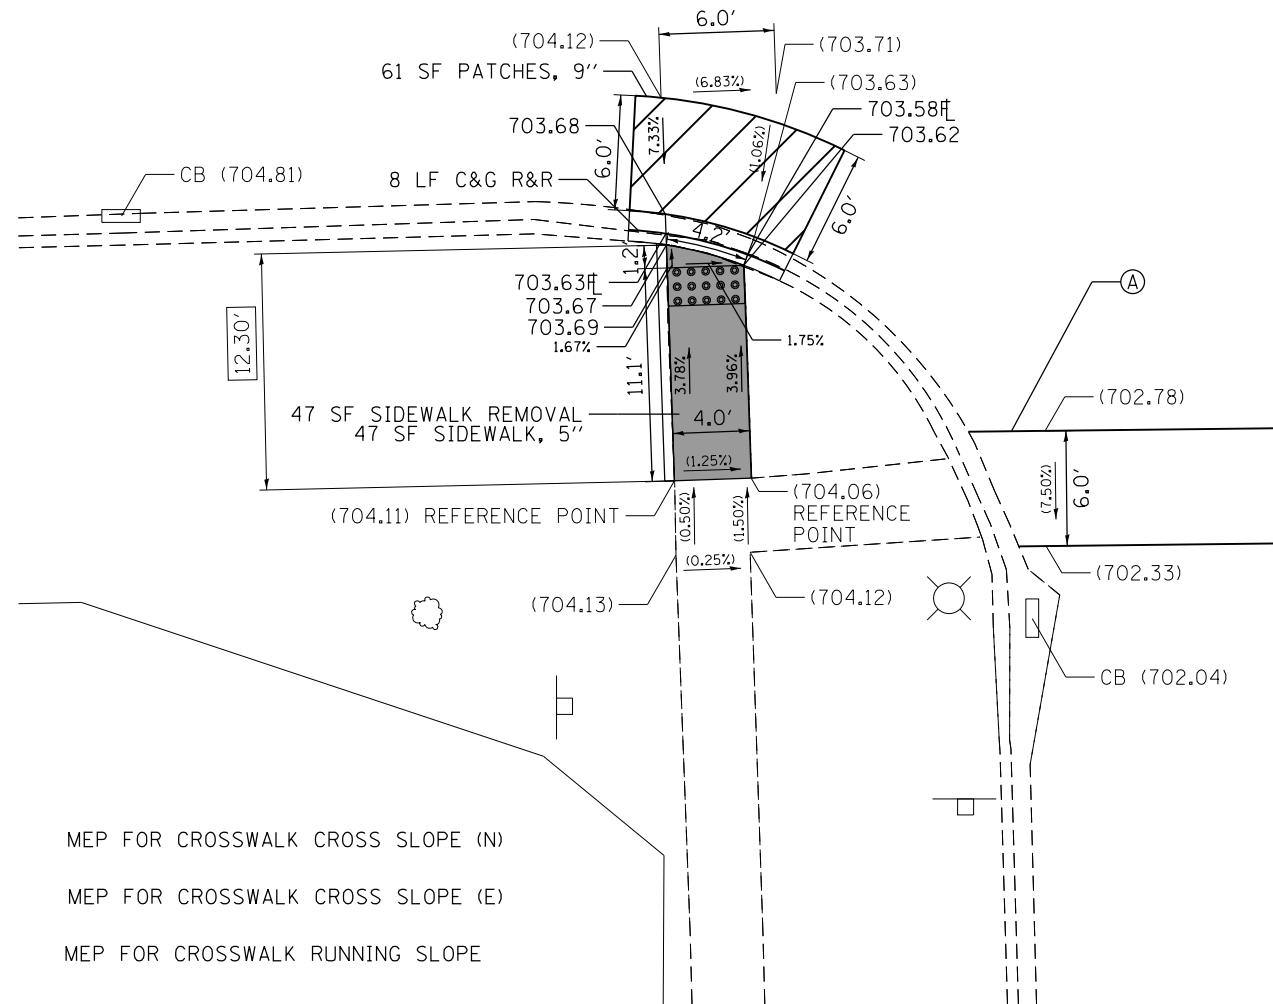 6.0'
(704.12)
(703.71)
61 SF PATCHES, 9''
(6.83%)
(703.63)
703.58FL
703.68
7.33%
(1.06%)
703.62
6.0'
CB (704.81)
8 LF C&G R&R
6.0'
4.2'
1.2'
703.63FL
703.67
703.69
1.67%
1.75%
12.30'
11.1'
3.78%
3.96%
A
(702.78)
47 SF SIDEWALK REMOVAL
47 SF SIDEWALK, 5''
4.0'
(1.25%)
(7.50%)
6.0'
(704.11) REFERENCE POINT
(0.50%)
(1.50%)
(704.06)
REFERENCE
POINT
(0.25%)
(702.33)
(704.13)
(704.12)
CB (702.04)
MEP FOR CROSSWALK CROSS SLOPE (N)
MEP FOR CROSSWALK CROSS SLOPE (E)
MEP FOR CROSSWALK RUNNING SLOPE